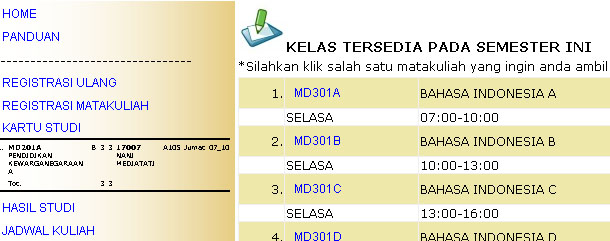 HOME
PANDUAN
REGISTRASI ULANG
REGISTRASI MATAKULIAH
KARTU STUDI
MD201A B 3 3 17007 A105 Jumat 07_10
PENDIDIKAN NANI
KEWARGANEGARAAN MEDIATATI
A
Tot. 3 3
HASIL STUDI
JADWAL KULIAH
KELAS TERSEDIA PADA SEMESTER INI
*Silahkan klik salah satu matakuliah yang ingin anda ambil
1. MD301A BAHASA INDONESIA A
SELASA 07:00-10:00
2. MD301B BAHASA INDONESIA B
SELASA 10:00-13:00
3. MD301C BAHASA INDONESIA C
SELASA 13:00-16:00
4. MD301D BAHASA INDONESIA D